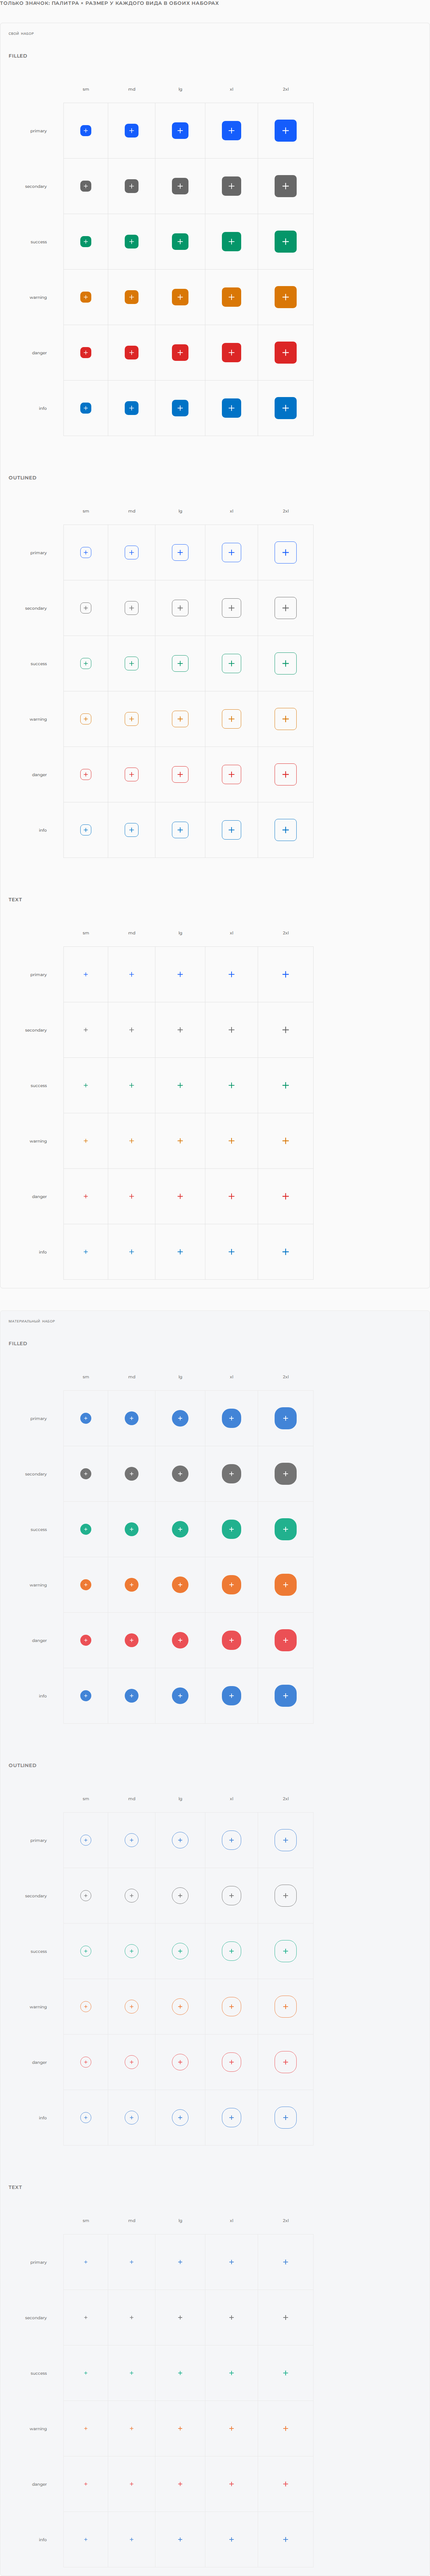 ТОЛЬКО ЗНАЧОК: ПАЛИТРА × РАЗМЕР У КАЖДОГО ВИДА В ОБОИХ НАБОРАХ
СВОЙ НАБОР
FILLED
sm md lg xl 2xl
primary
secondary
success
warning
danger
info
OUTLINED
sm md lg xl 2xl
primary
secondary
success
warning
danger
info
TEXT
sm md lg xl 2xl
primary
secondary
success
warning
danger
info
МАТЕРИАЛЬНЫЙ НАБОР
FILLED
sm md lg xl 2xl
primary
secondary
success
warning
danger
info
OUTLINED
sm md lg xl 2xl
primary
secondary
success
warning
danger
info
TEXT
sm md lg xl 2xl
primary
secondary
success
warning
danger
info